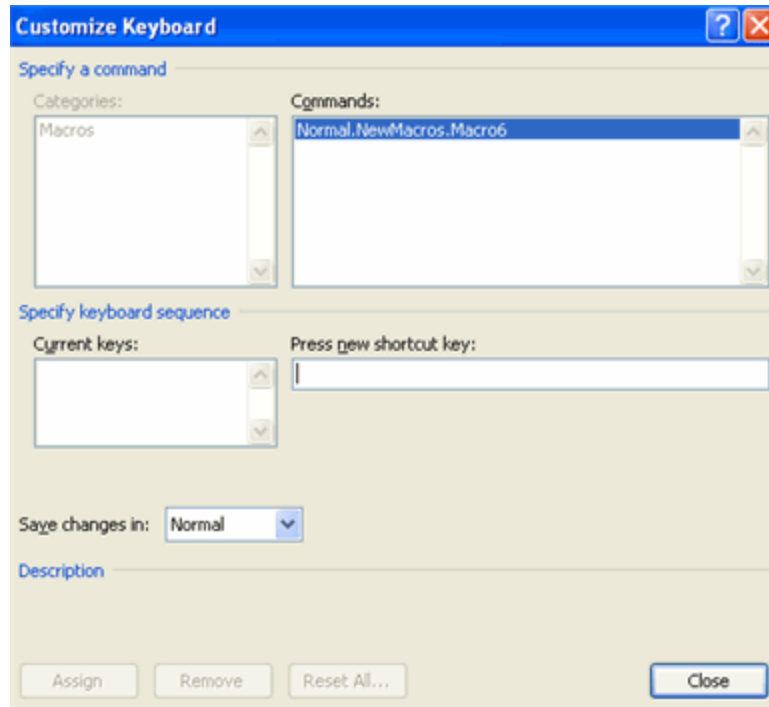 Customize Keyboard
Specify a command
Categories:
Commands:
Macros
Normal.NewMacros.Macro6
Specify keyboard sequence
Current keys:
Press new shortcut key:
Save changes in:
Normal
Description
Assign
Remove
Reset All...
Close